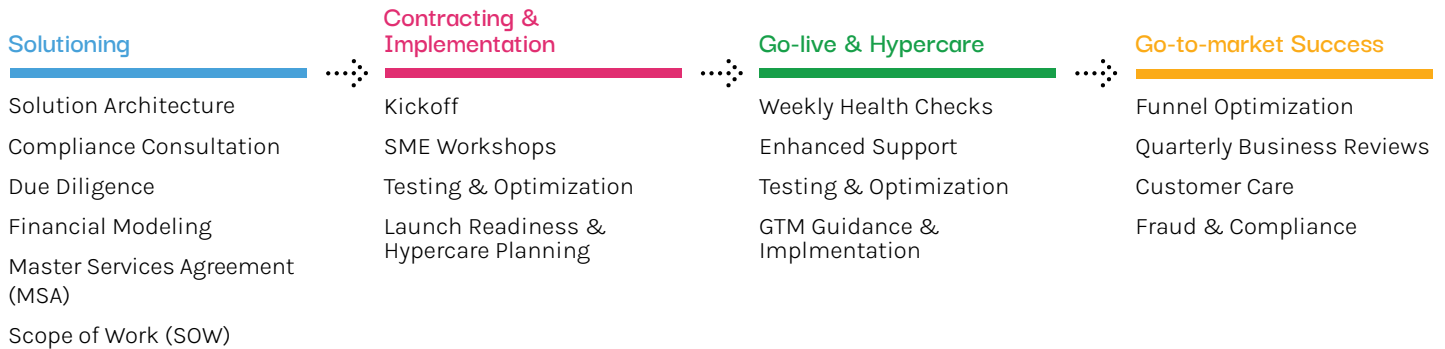 Solutioning
Solution Architecture
Compliance Consultation
Due Diligence
Financial Modeling
Master Services Agreement
(MSA)
Scope of Work (SOW)
Contracting &
Implementation
Kickoff
SME Workshops
Testing & Optimization
Launch Readiness &
Hypercare Planning
Go-live & Hypercare
Weekly Health Checks
Enhanced Support
Testing & Optimization
GTM Guidance &
Implmentation
Go-to-market Success
Funnel Optimization
Quarterly Business Reviews
Customer Care
Fraud & Compliance